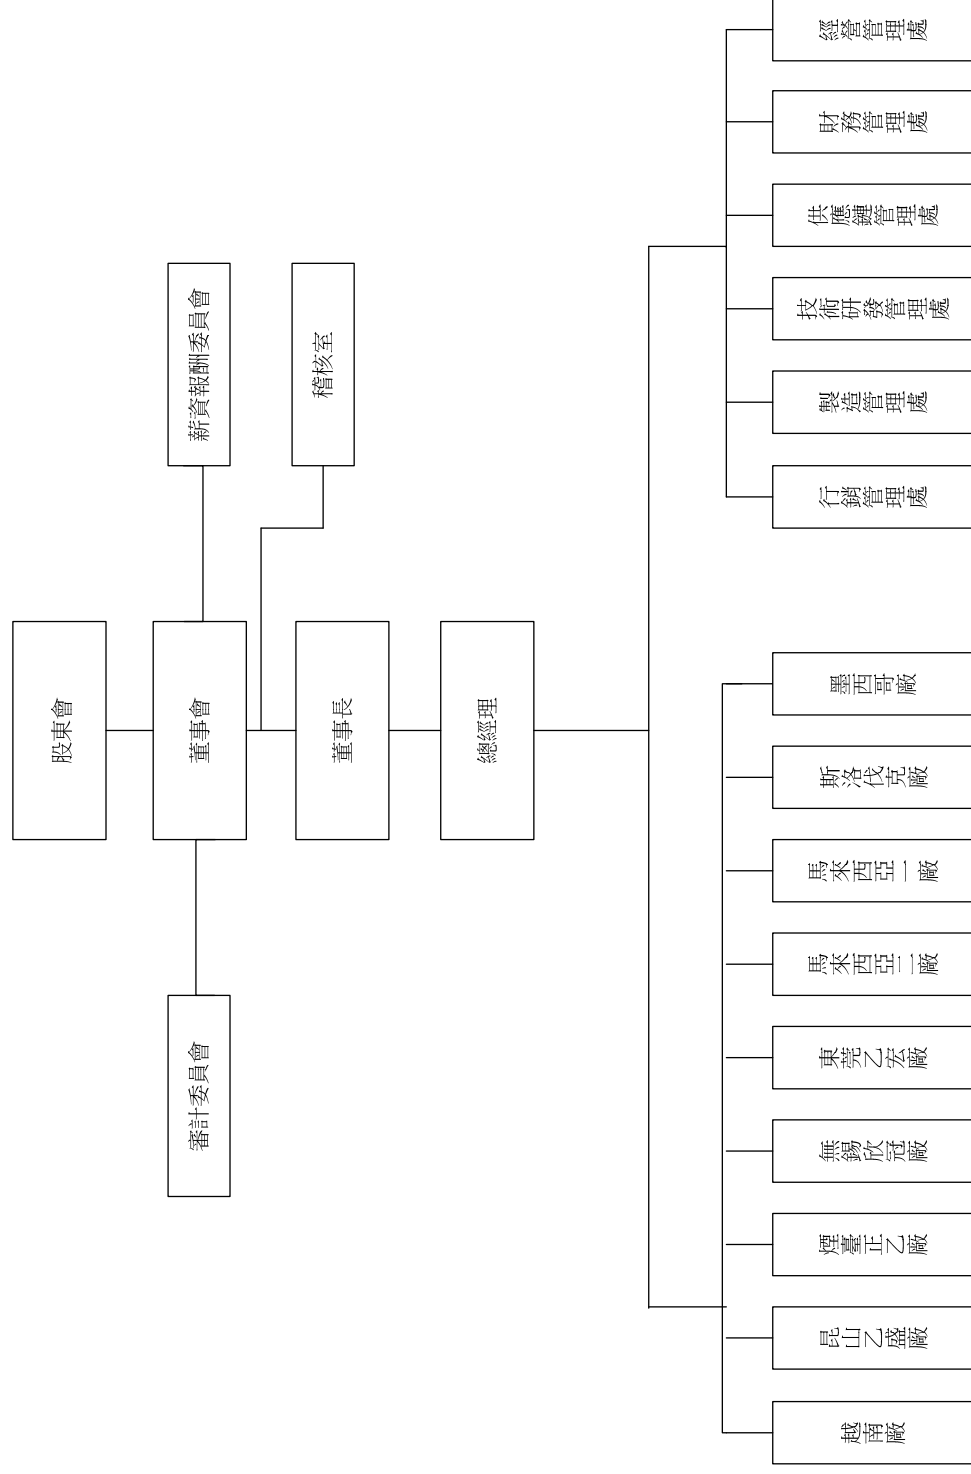 股東會
審計委員會
董事會
薪資報酬委員會
稽核室
董事長
總經理
越南廠
昆山乙盛廠
煙臺正乙廠
無錫欣冠廠
東莞乙宏廠
馬來西亞二廠
馬來西亞一廠
斯洛伐克廠
墨西哥廠
行銷管理處
製造管理處
技術研發管理處
供應鏈管理處
財務管理處
經營管理處